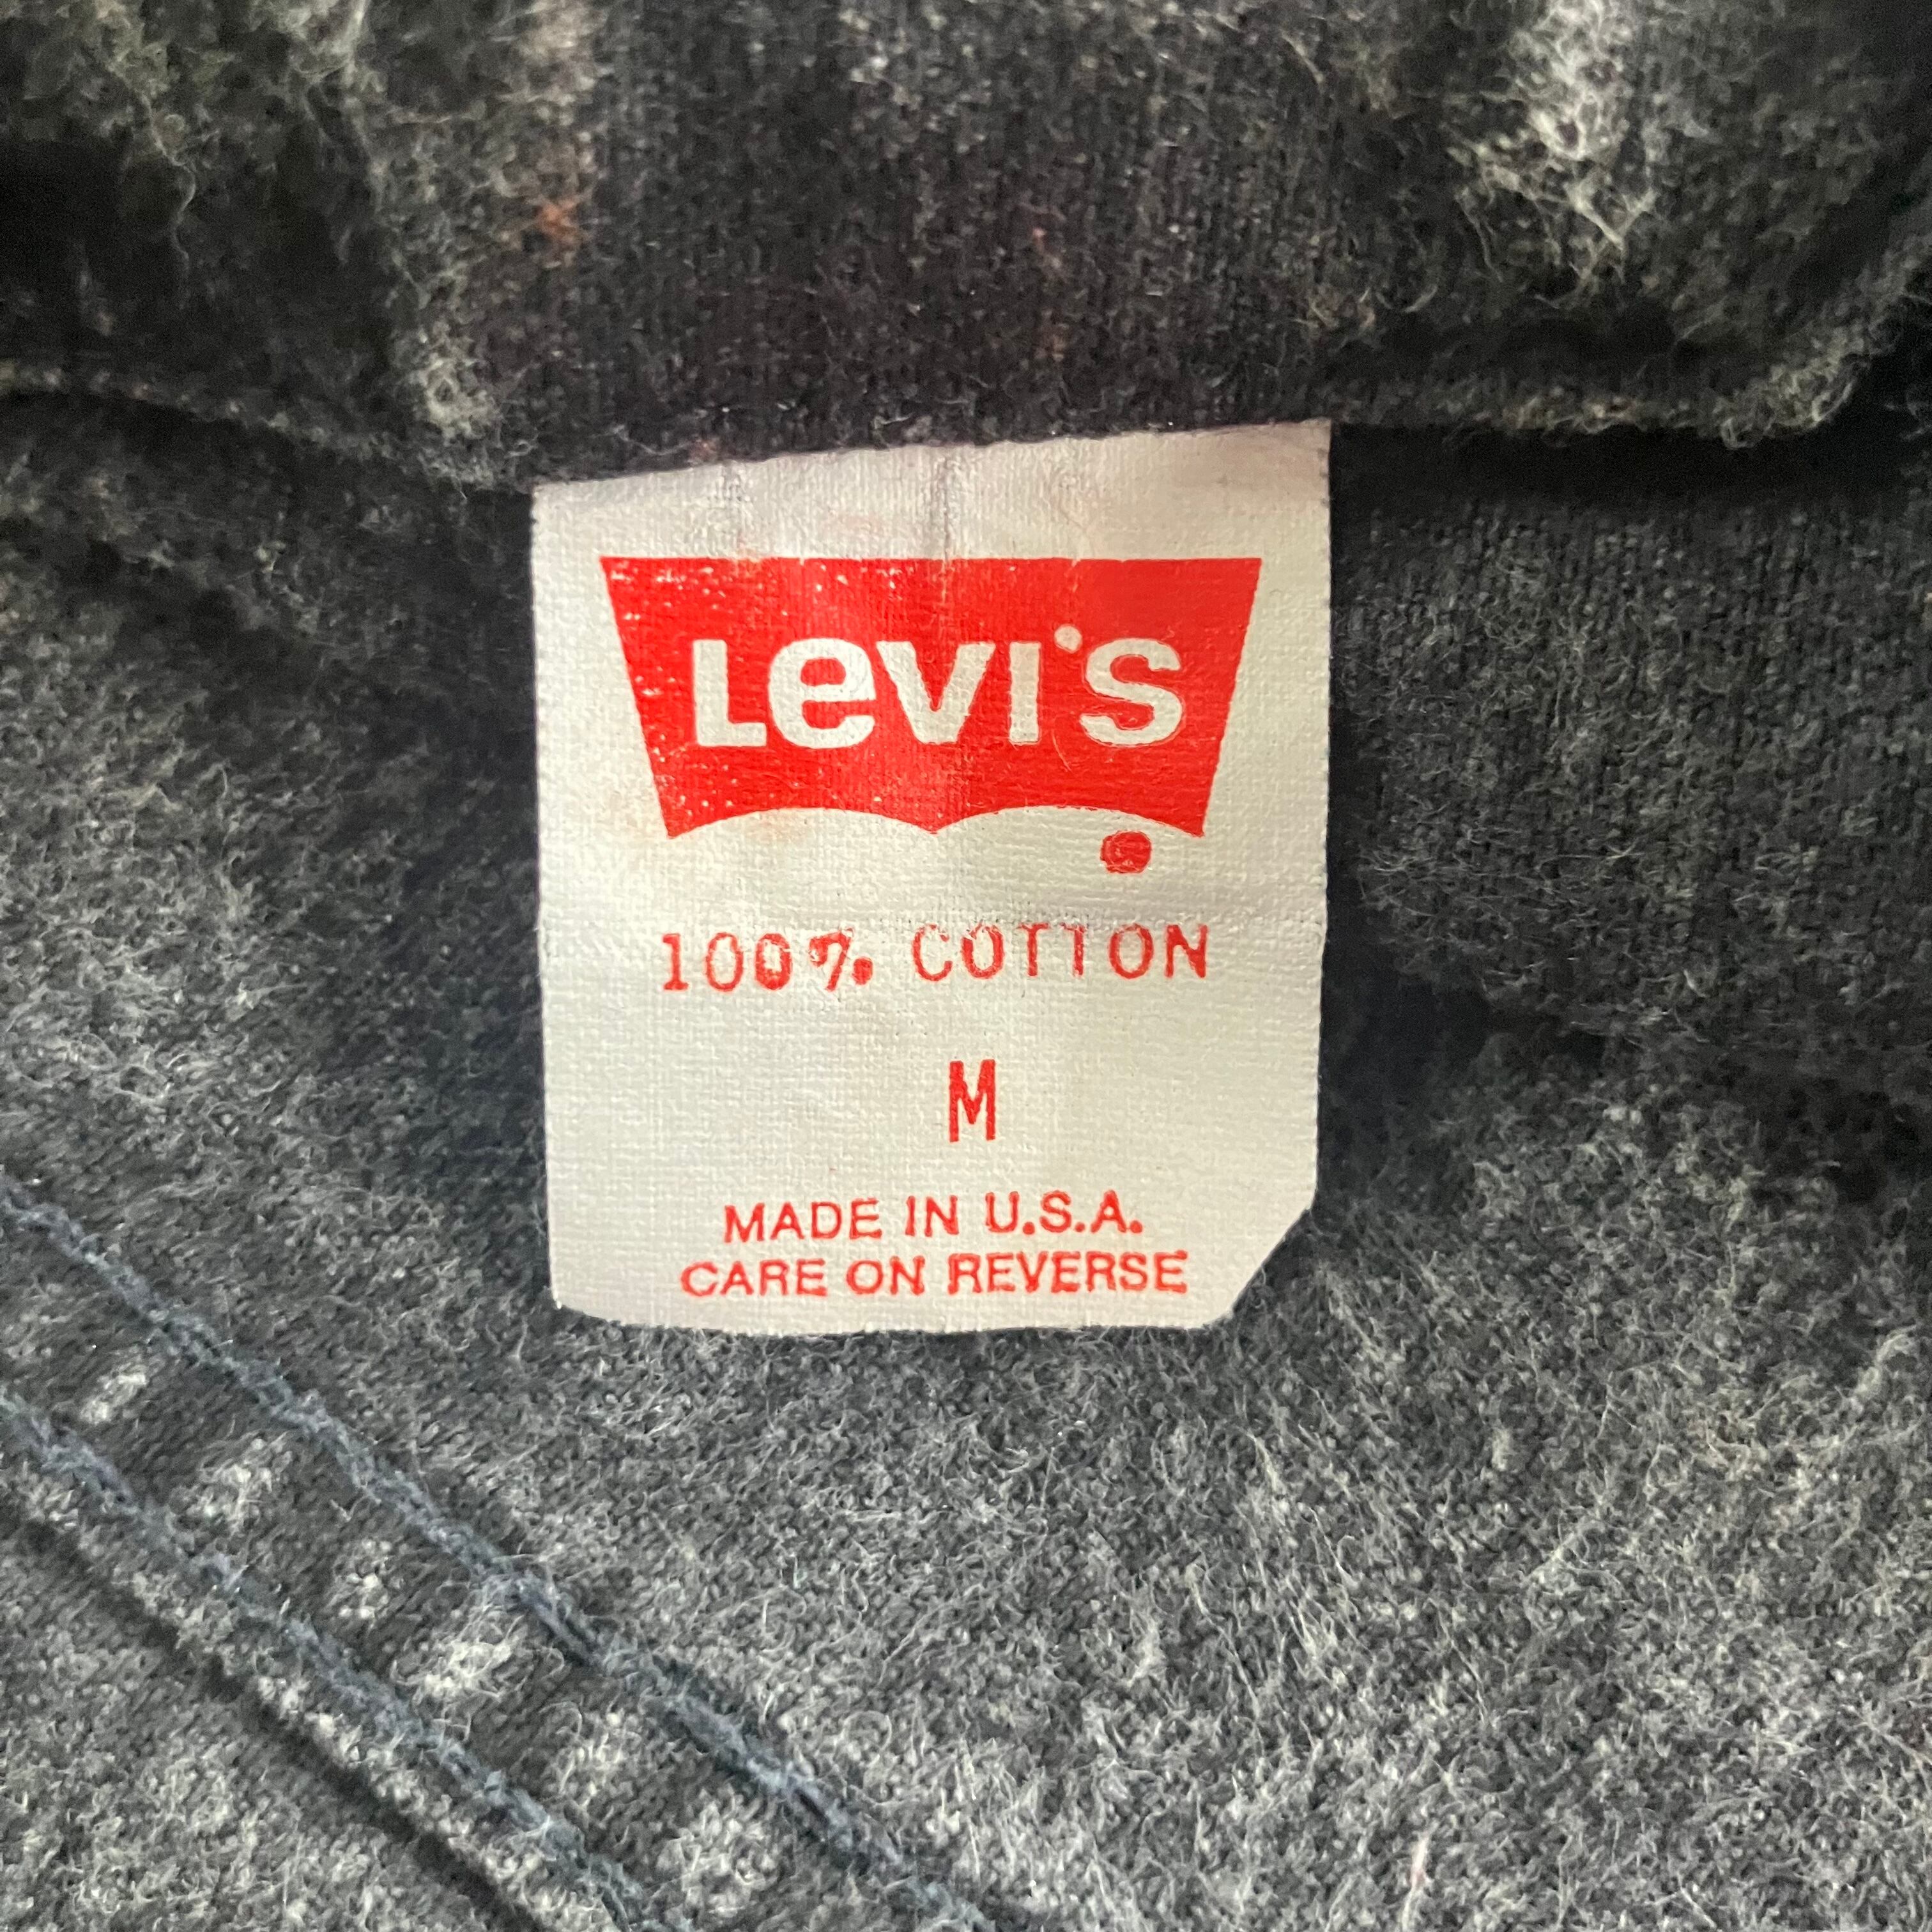 Levi's
100% COTTON
M
MADE IN U.S.A.
CARE ON REVERSE